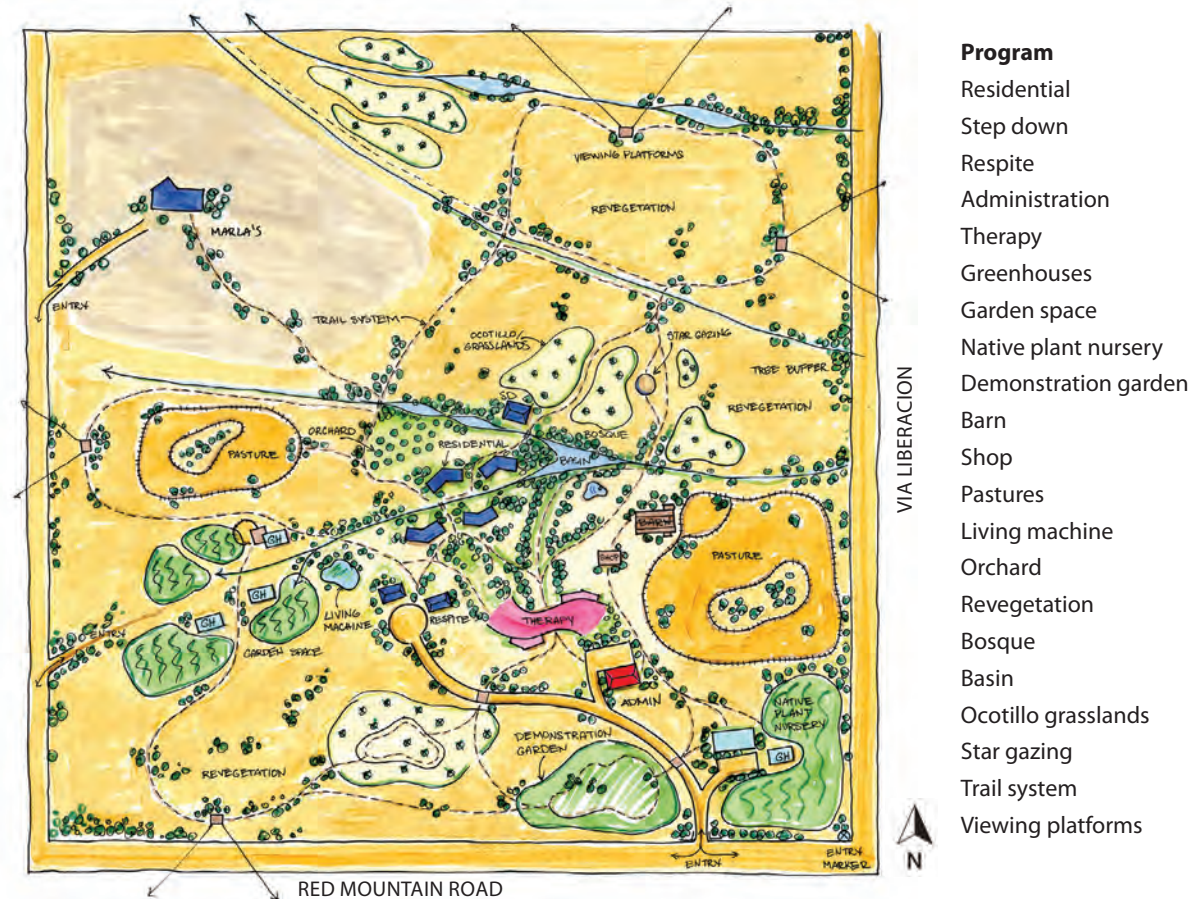 VIEWING PLATFORMS
REVEGETATION
MARLA'S
ENTRY
TRAIL SYSTEM
OCOTILLO/
GRASSLANDS
STAR GAZING
TREE BUFFER
REVEGETATION
SD
ORCHARD
RESIDENTIAL
BOSQUE
BASIN
PASTURE
BARN
SHOP
PASTURE
GH
GH
GH
LIVING
MACHINE
RESPITE
THERAPY
ENTRY
GARDEN SPACE
ADMIN
NATIVE
PLANT
NURSERY
GH
DEMONSTRATION
GARDEN
REVEGETATION
ENTRY
ENTRY
MARKER
RED MOUNTAIN ROAD
VIA LIBERACION
N
Program
Residential
Step down
Respite
Administration
Therapy
Greenhouses
Garden space
Native plant nursery
Demonstration garden
Barn
Shop
Pastures
Living machine
Orchard
Revegetation
Bosque
Basin
Ocotillo grasslands
Star gazing
Trail system
Viewing platforms